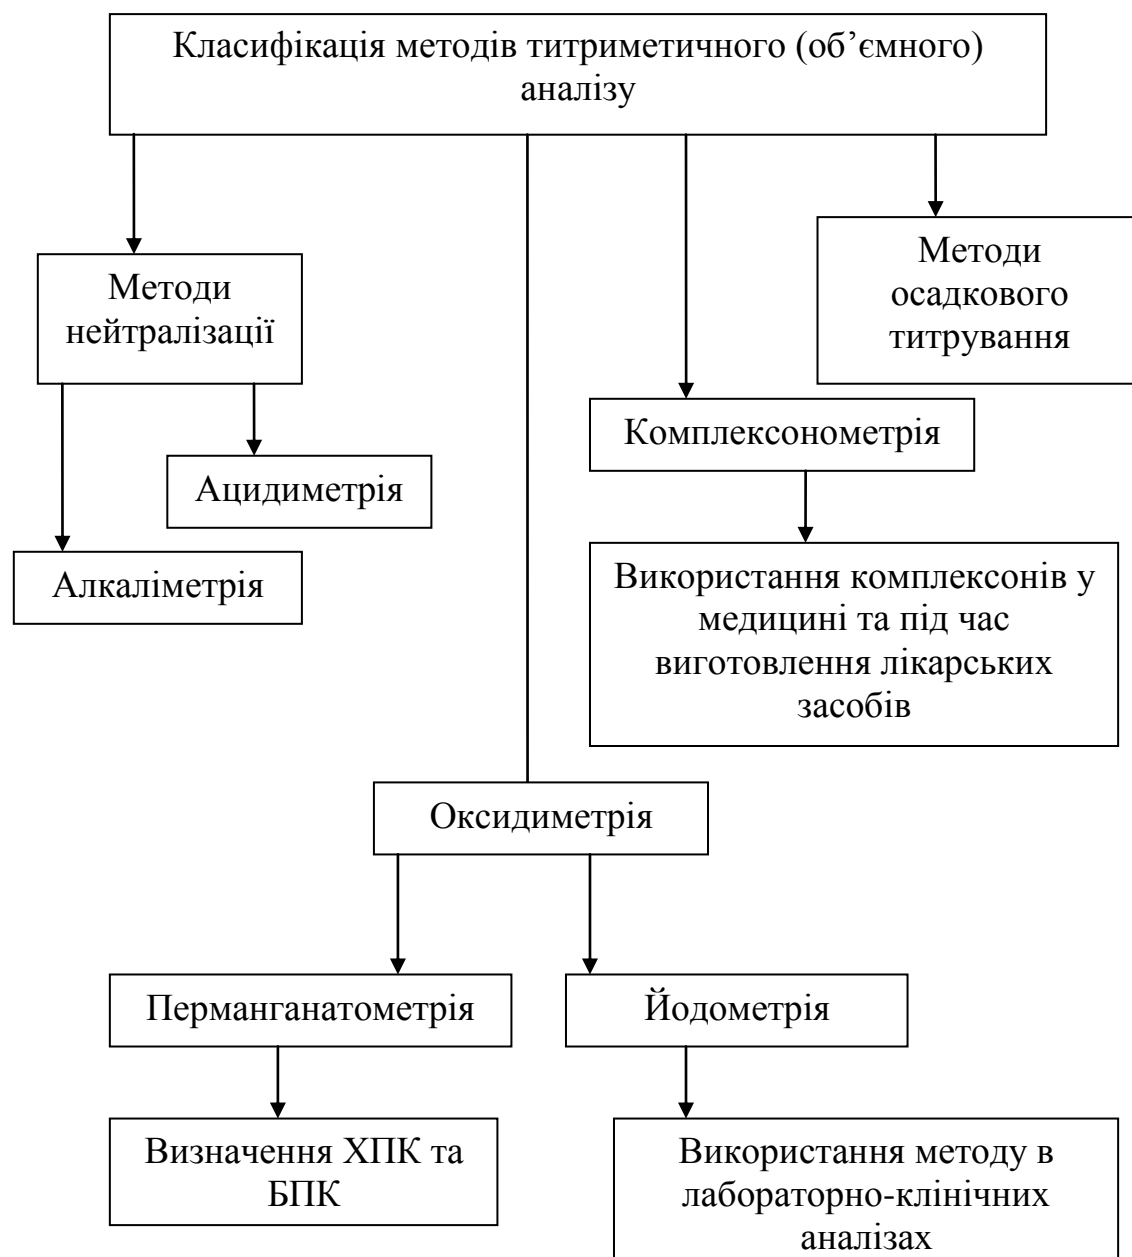 Класифікація методів титриметичного (об’ємного)
аналізу
Методи
нейтралізації
Методи
осадкового
титрування
Комплексонометрія
Ацидиметрія
Алкаліметрія
Використання комплексонів у
медицині та під час
виготовлення лікарських
засобів
Оксидиметрія
Перманганатометрія
Йодометрія
Визначення ХПК та
БПК
Використання методу в
лабораторно-клінічних
аналізах